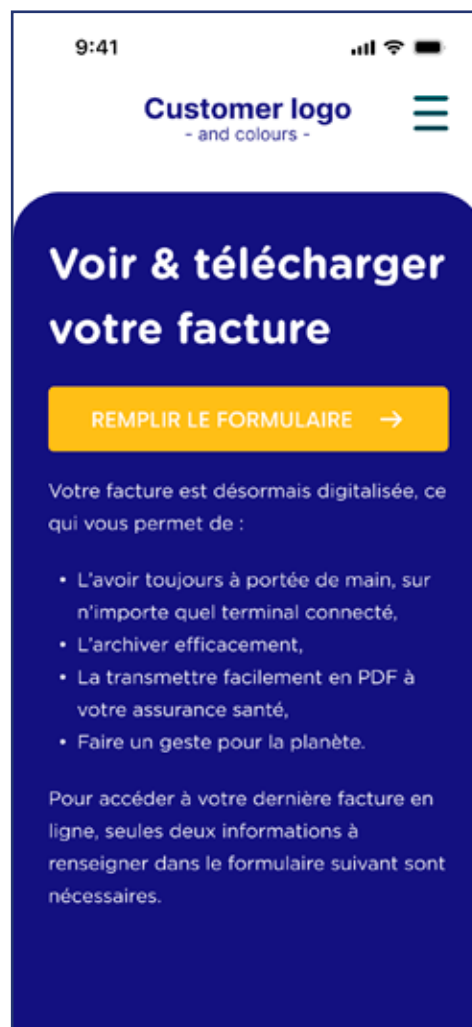 9:41
Customer logo
- and colours -
Voir & télécharger
votre facture
REMPLIR LE FORMULAIRE →
Votre facture est désormais digitalisée, ce
qui vous permet de :
• L’avoir toujours à portée de main, sur
n’importe quel terminal connecté,
• L’archiver efficacement,
• La transmettre facilement en PDF à
votre assurance santé,
• Faire un geste pour la planète.
Pour accéder à votre dernière facture en
ligne, seules deux informations à
renseigner dans le formulaire suivant sont
nécessaires.